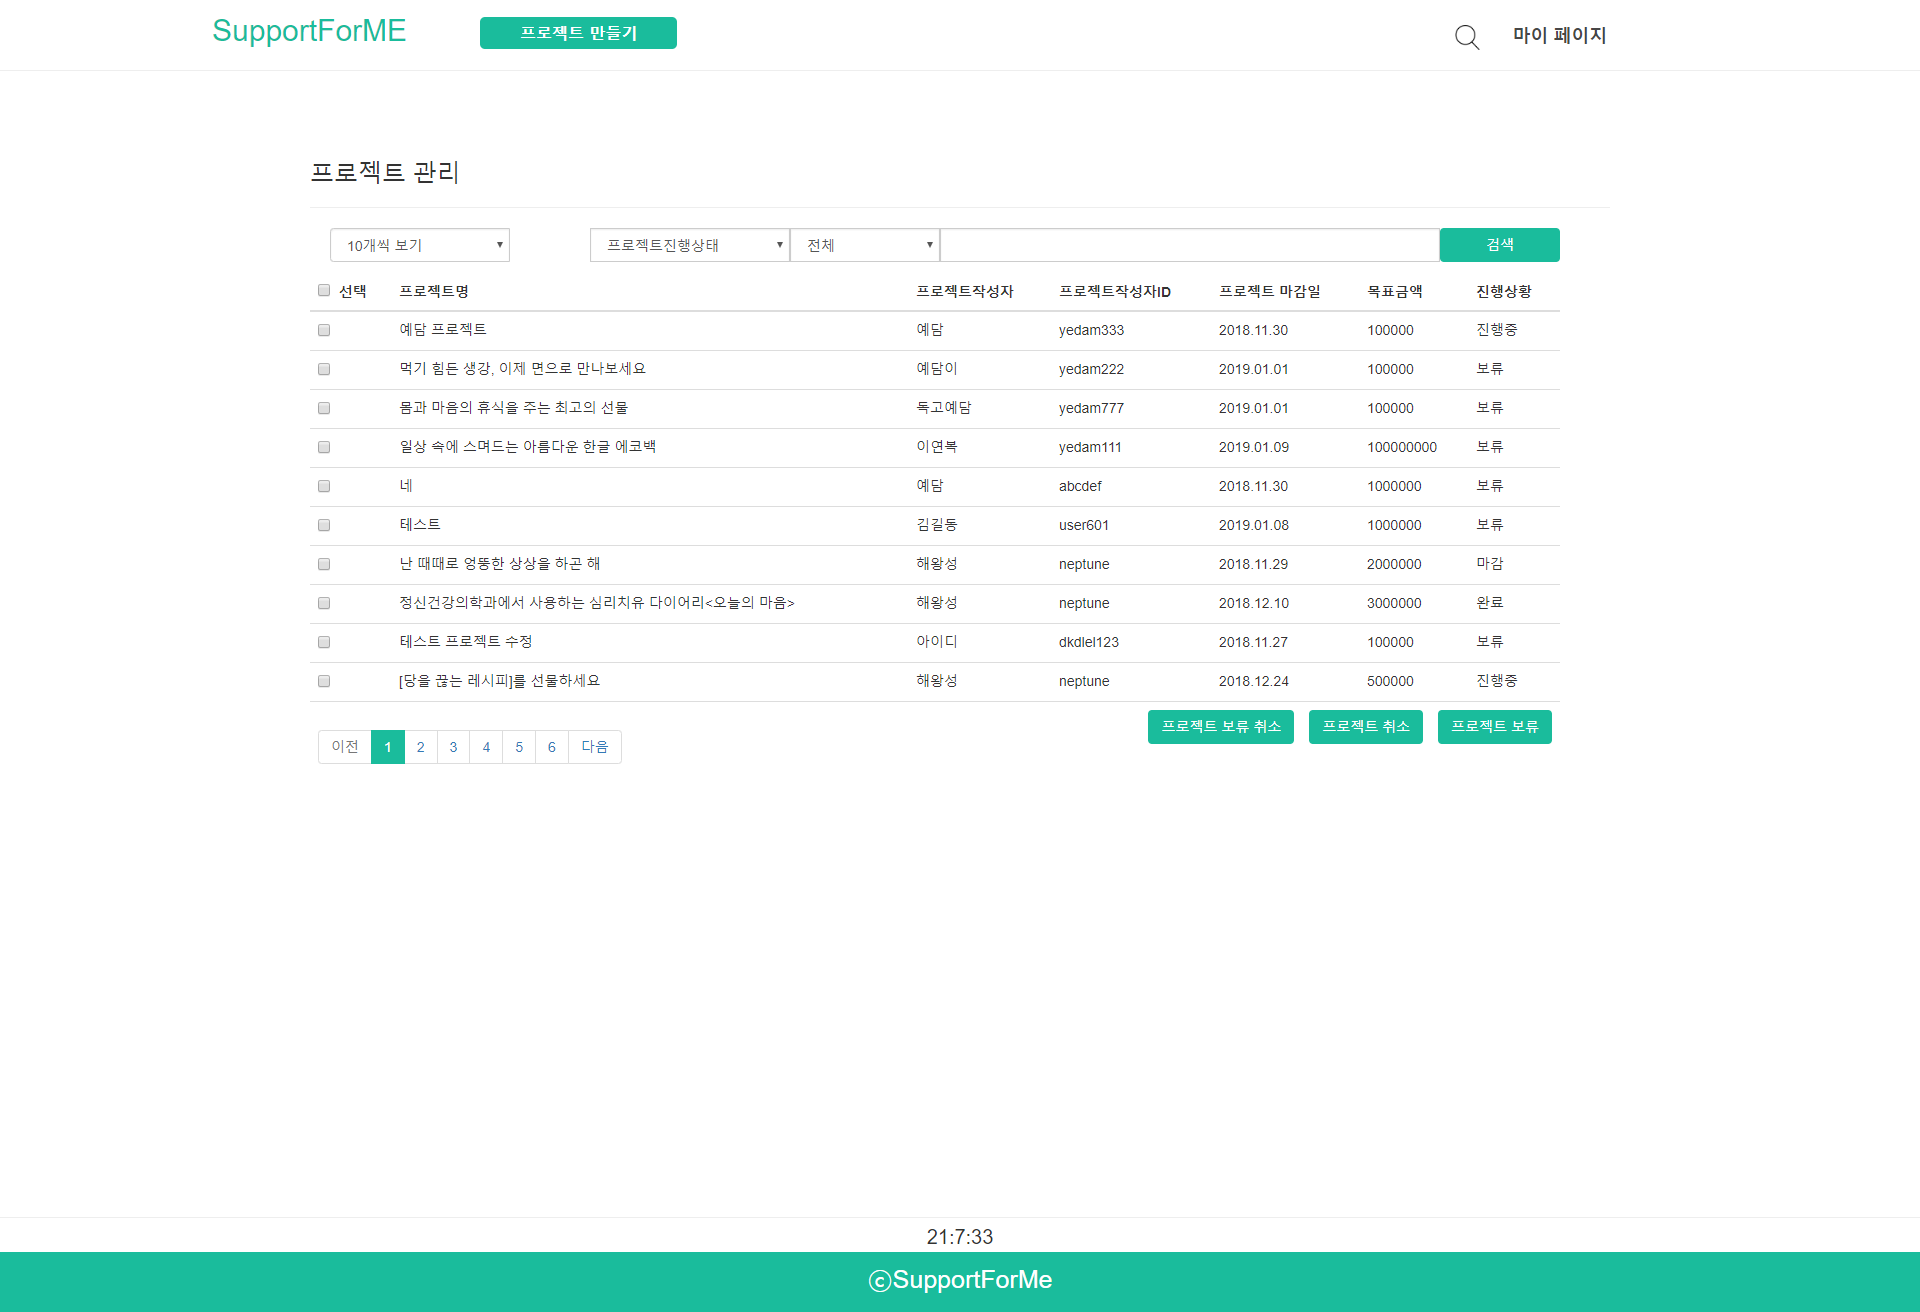 SupportForME 프로젝트 만들기 마이 페이지
프로젝트 관리
10개씩 보기 프로젝트진행상태 전체 검색
선택 프로젝트명 프로젝트작성자 프로젝트작성자ID 프로젝트 마감일 목표금액 진행상황
예담 프로젝트 예담 yedam333 2018.11.30 100000 진행중
먹기 힘든 생강, 이제 면으로 만나보세요 예담이 yedam222 2019.01.01 100000 보류
몸과 마음의 휴식을 주는 최고의 선물 독고예담 yedam777 2019.01.01 100000 보류
일상 속에 스며드는 아름다운 한글 에코백 이연복 yedam111 2019.01.09 100000000 보류
네 예담 abcdef 2018.11.30 1000000 보류
테스트 김길동 user601 2019.01.08 1000000 보류
난 때때로 엉뚱한 상상을 하곤 해 해왕성 neptune 2018.11.29 2000000 마감
정신건강의학과에서 사용하는 심리치유 다이어리<오늘의 마음> 해왕성 neptune 2018.12.10 3000000 완료
테스트 프로젝트 수정 아이디 dkdlel123 2018.11.27 100000 보류
[당을 끊는 레시피]를 선물하세요 해왕성 neptune 2018.12.24 500000 진행중
프로젝트 보류 취소 프로젝트 취소 프로젝트 보류
이전 1 2 3 4 5 6 다음
21:7:33
ⓒSupportForMe